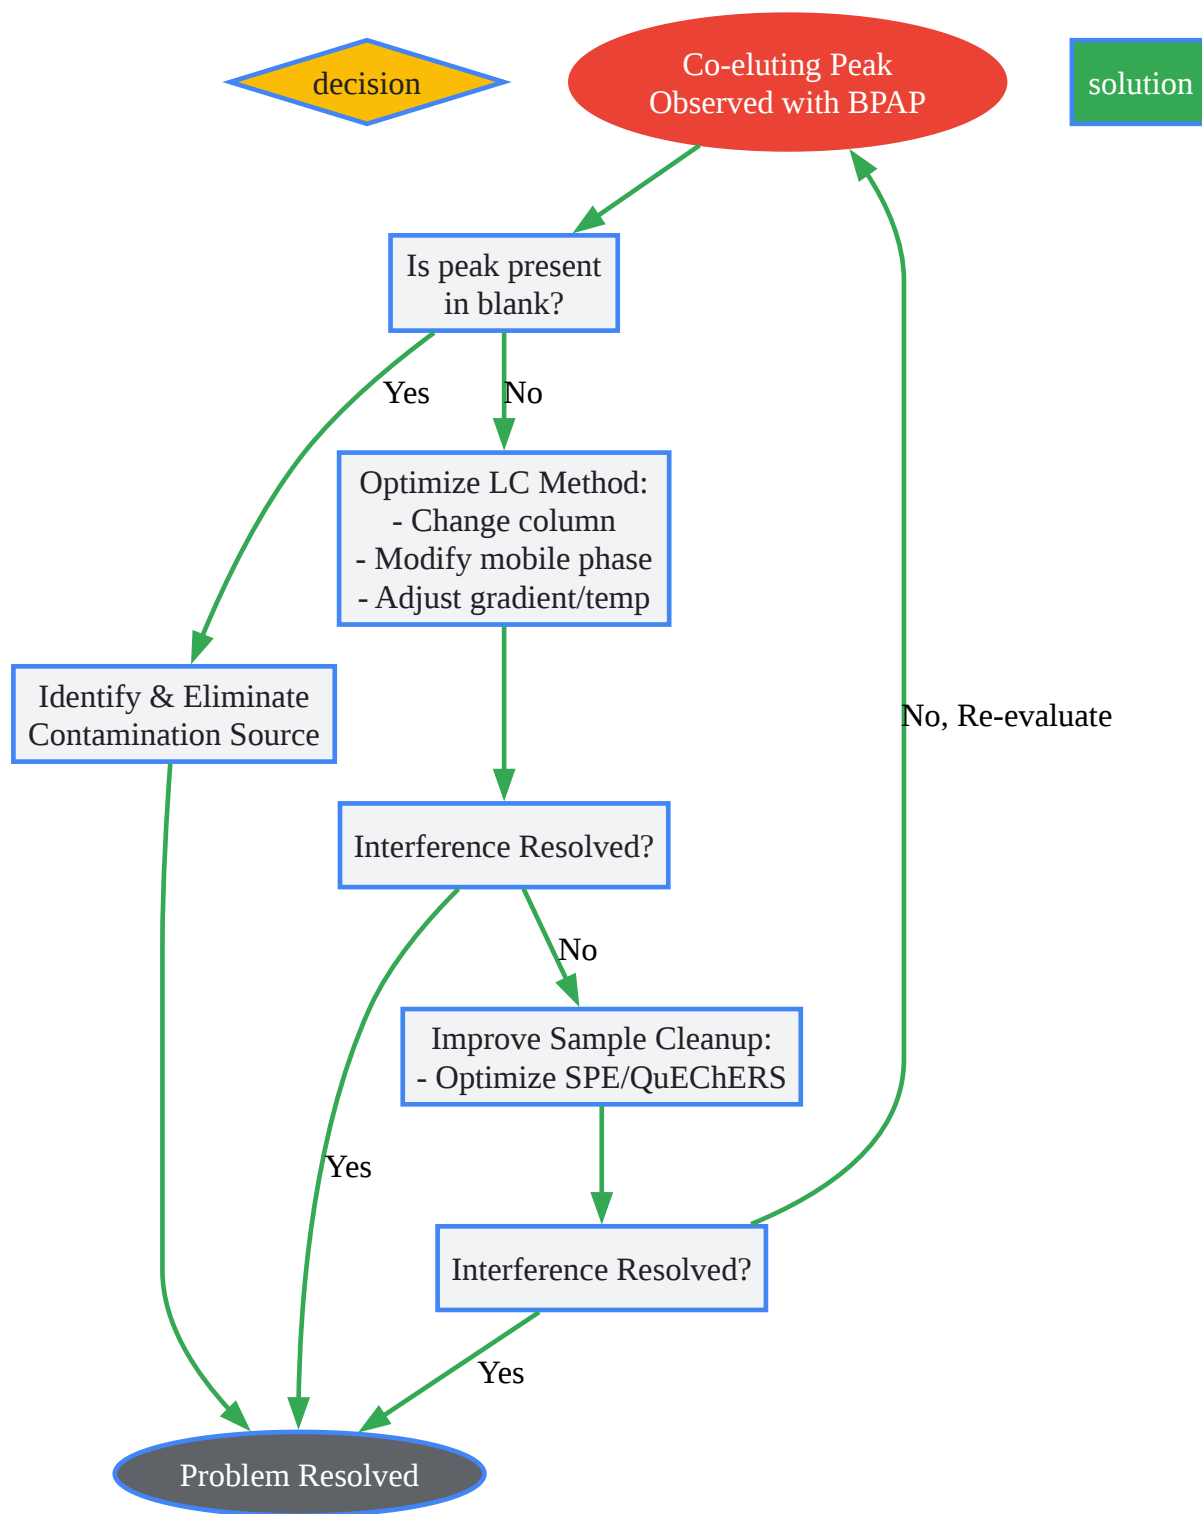 decision
Co-eluting Peak
Observed with BPAP
solution
Is peak present
in blank?
Yes
No
Optimize LC Method:
- Change column
- Modify mobile phase
- Adjust gradient/temp
Identify & Eliminate
Contamination Source
No, Re-evaluate
Interference Resolved?
No
Improve Sample Cleanup:
- Optimize SPE/QuEChERS
Yes
Interference Resolved?
Yes
Problem Resolved